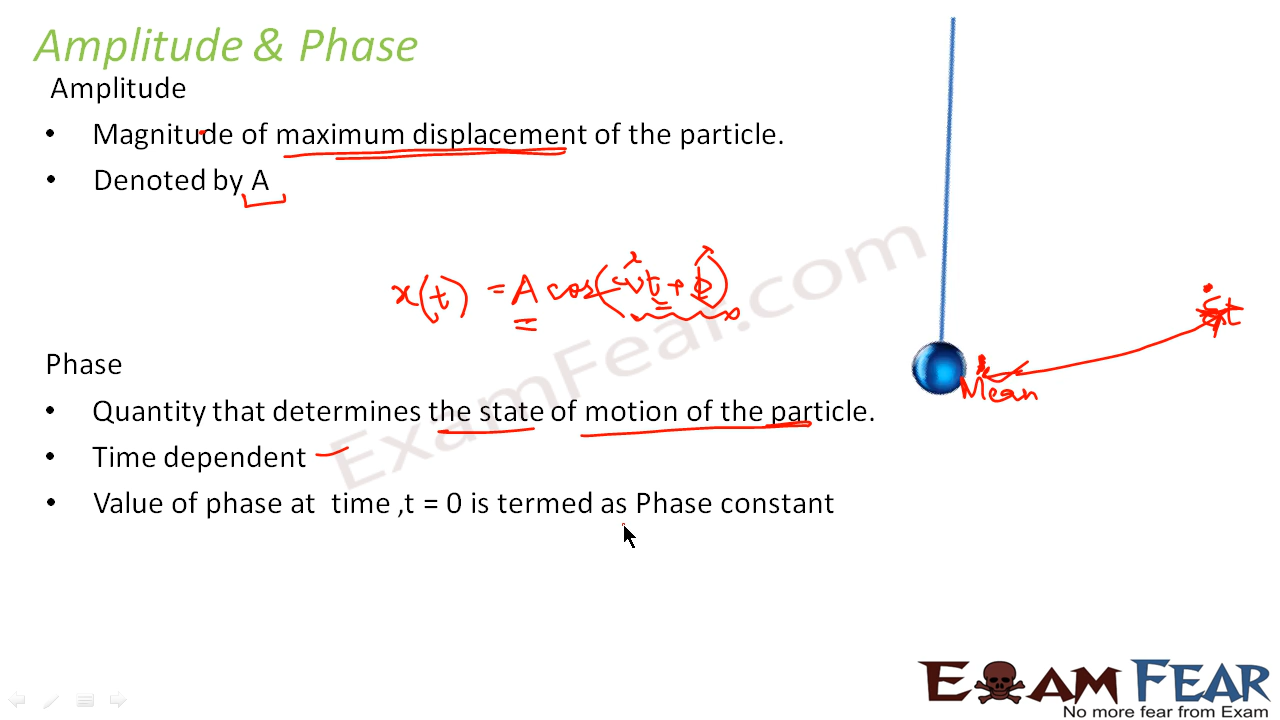 Amplitude & Phase
Amplitude
• Magnitude of maximum displacement of the particle.
• Denoted by A
x(t) = A cos(ωt + φ)
Phase
• Quantity that determines the state of motion of the particle.
• Time dependent
• Value of phase at time ,t = 0 is termed as Phase constant
Mean
ExamFear.com
EXAM FEAR
No more fear from Exam